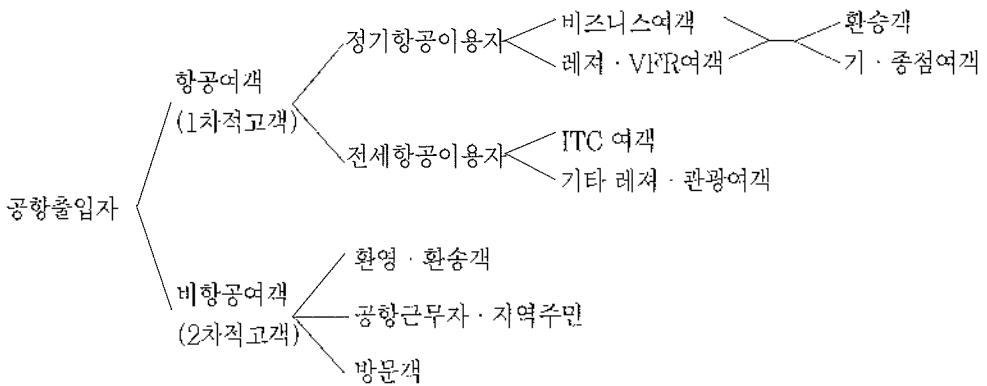 정기항공이용자
비즈니스여객
레져 · VFR여객
환승객
기 · 종점여객
항공여객
(1차적고객)
전세항공이용자
ITC 여객
기타 레져 · 관광여객
공항출입자
비항공여객
(2차적고객)
환영 · 환송객
공항근무자 · 지역주민
방문객